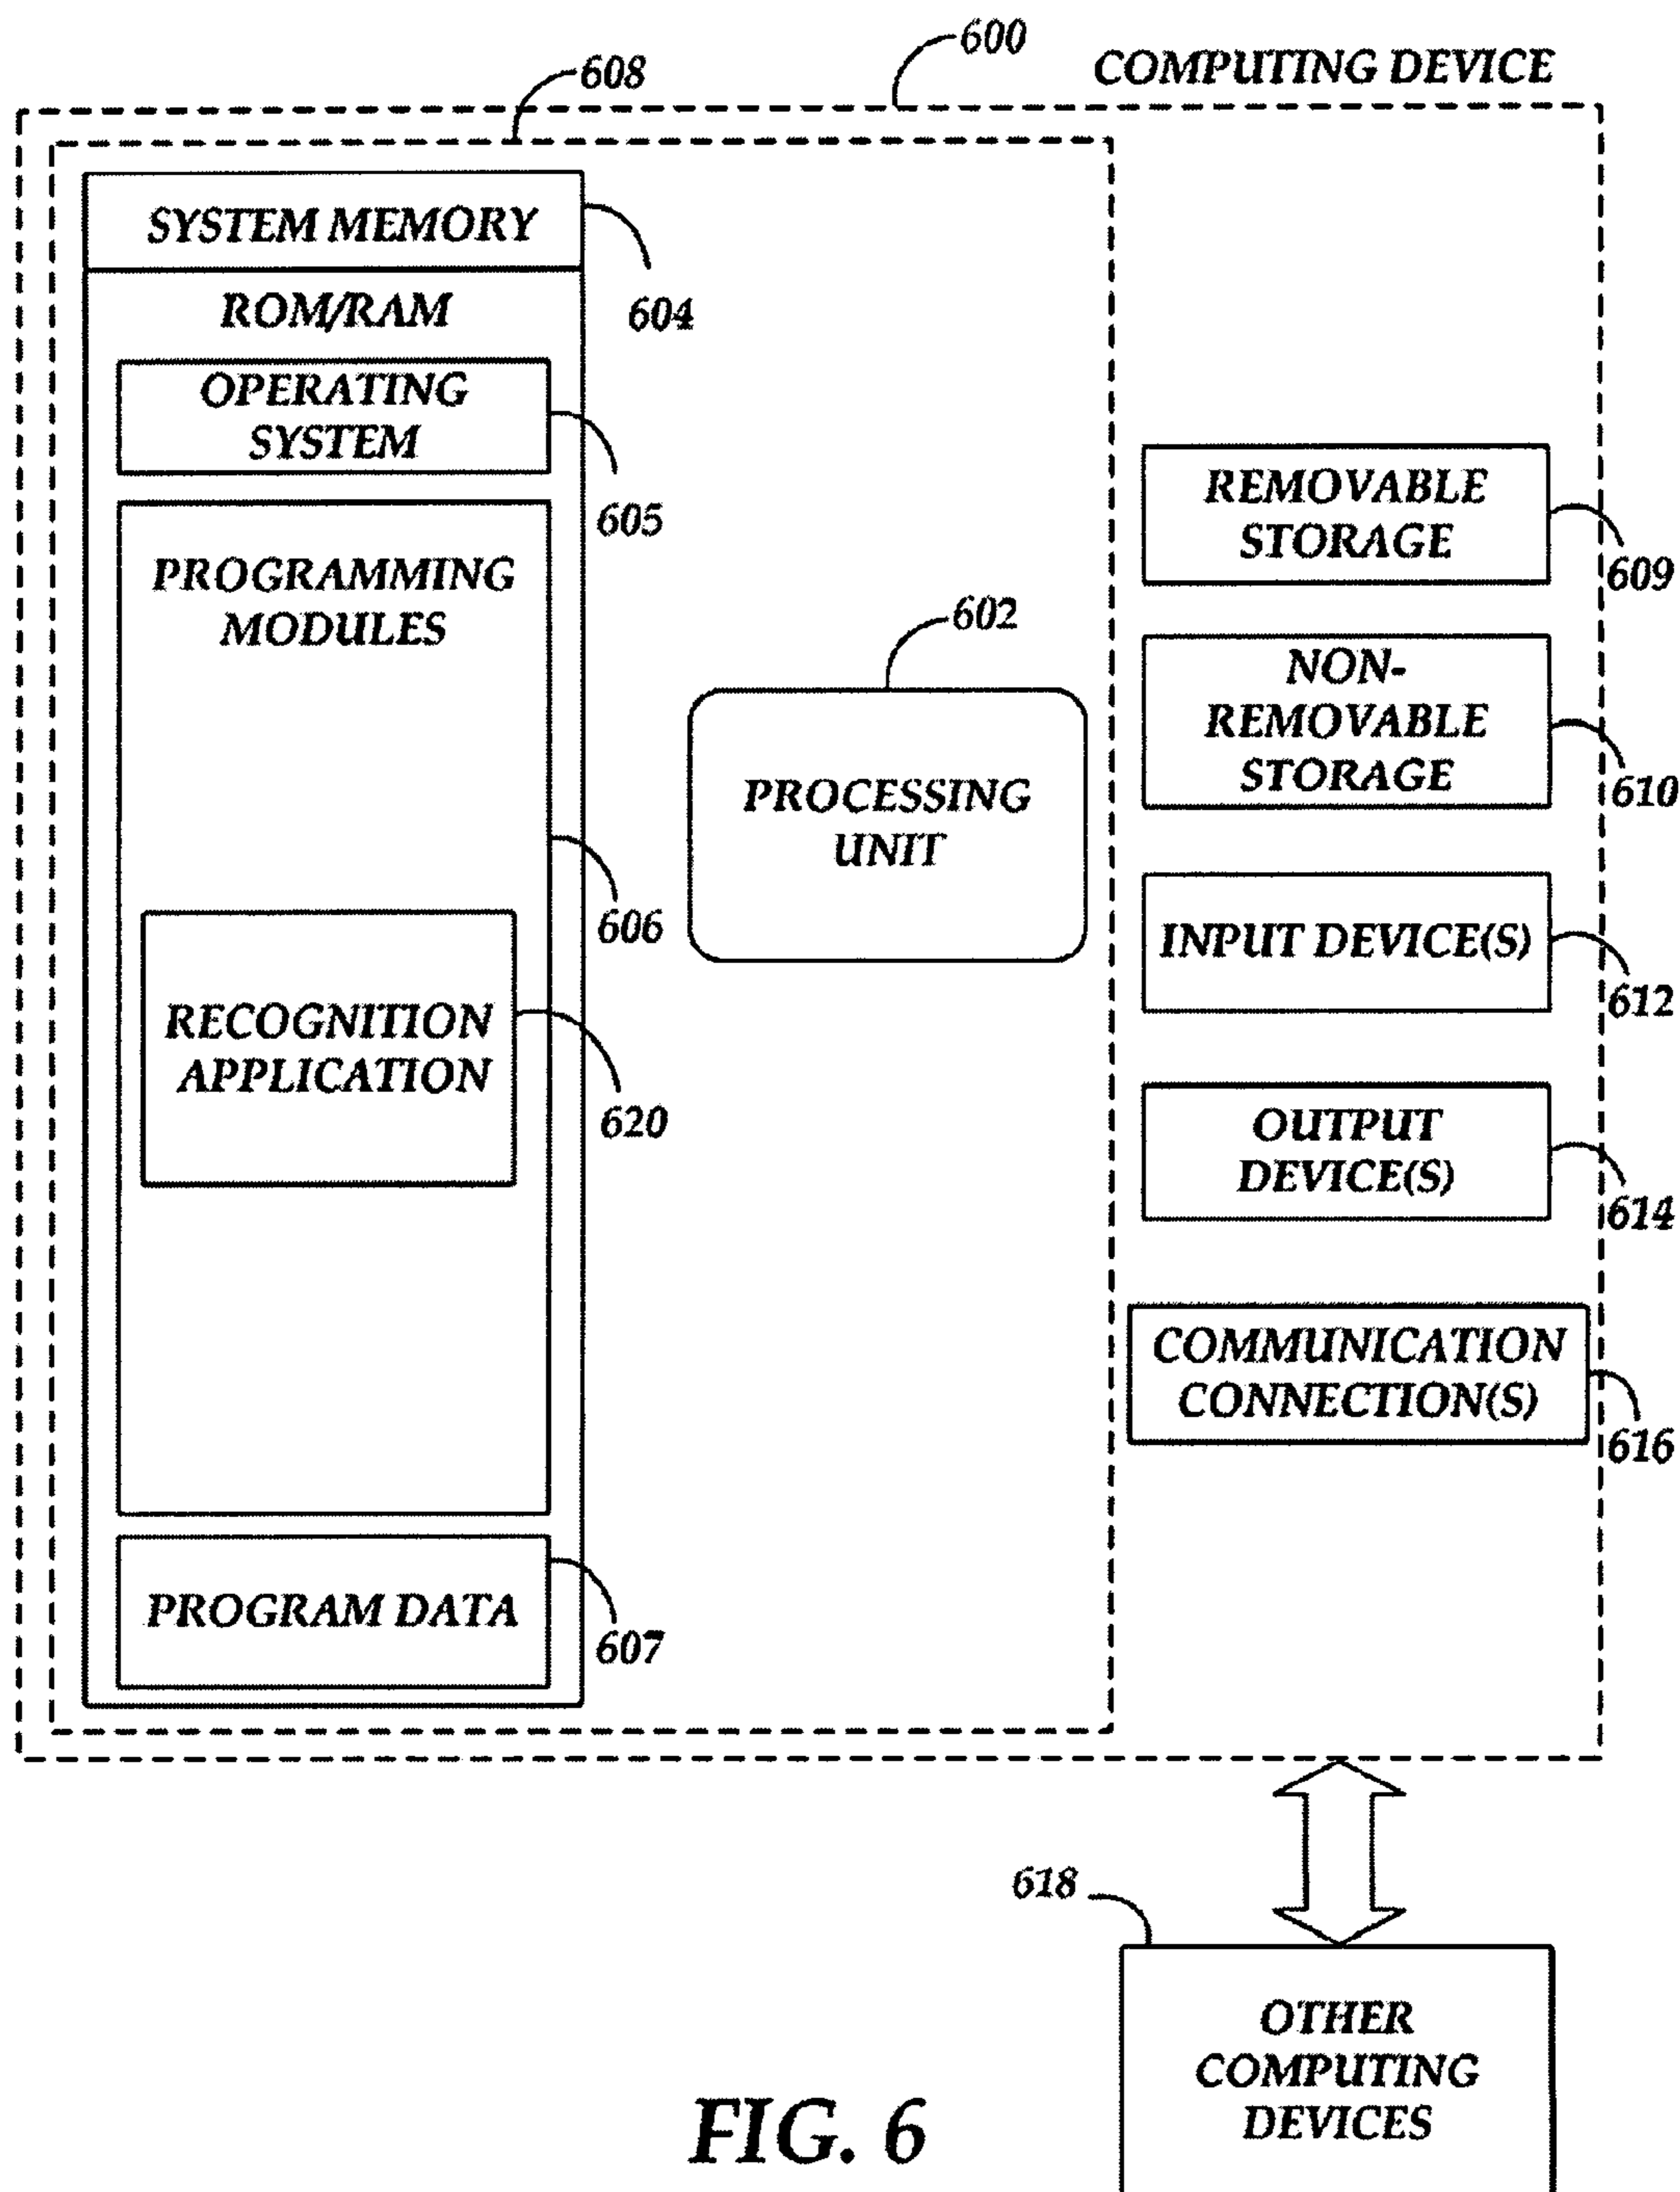 600
COMPUTING DEVICE
608
SYSTEM MEMORY
604
ROM/RAM
OPERATING
SYSTEM
605
PROGRAMMING
MODULES
606
RECOGNITION
APPLICATION
620
PROGRAM DATA
607
602
PROCESSING
UNIT
REMOVABLE
STORAGE
609
NON-
REMOVABLE
STORAGE
610
INPUT DEVICE(S)
612
OUTPUT
DEVICE(S)
614
COMMUNICATION
CONNECTION(S)
616
618
OTHER
COMPUTING
DEVICES
FIG. 6